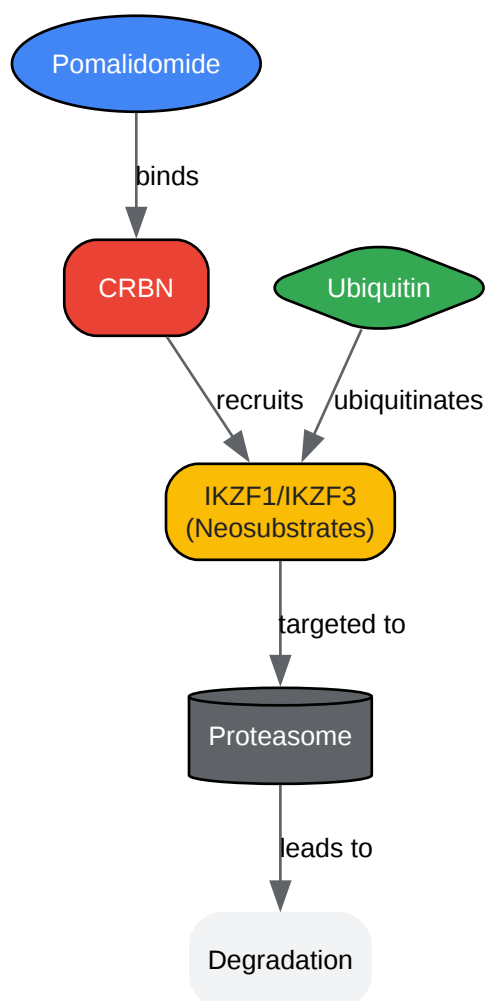 Pomalidomide
binds
CRBN
Ubiquitin
recruits
ubiquitinates
IKZF1/IKZF3
(Neosubstrates)
targeted to
Proteasome
leads to
Degradation